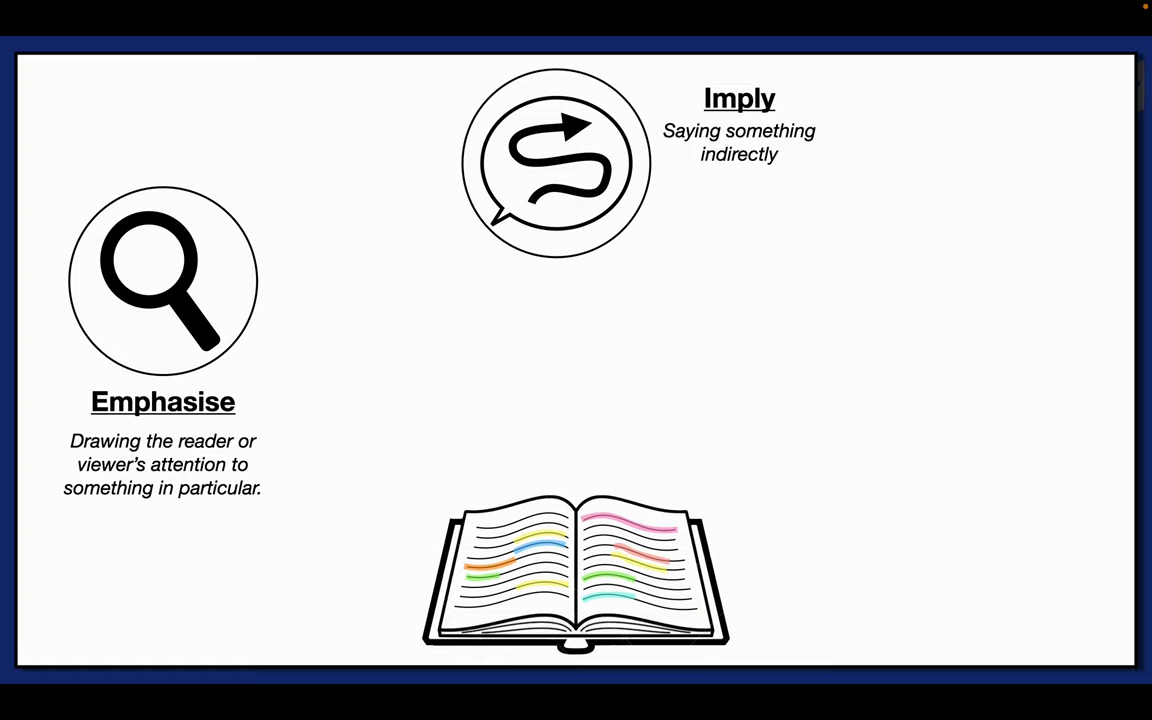 Imply
Saying something
indirectly
Emphasise
Drawing the reader or
viewer's attention to
something in particular.